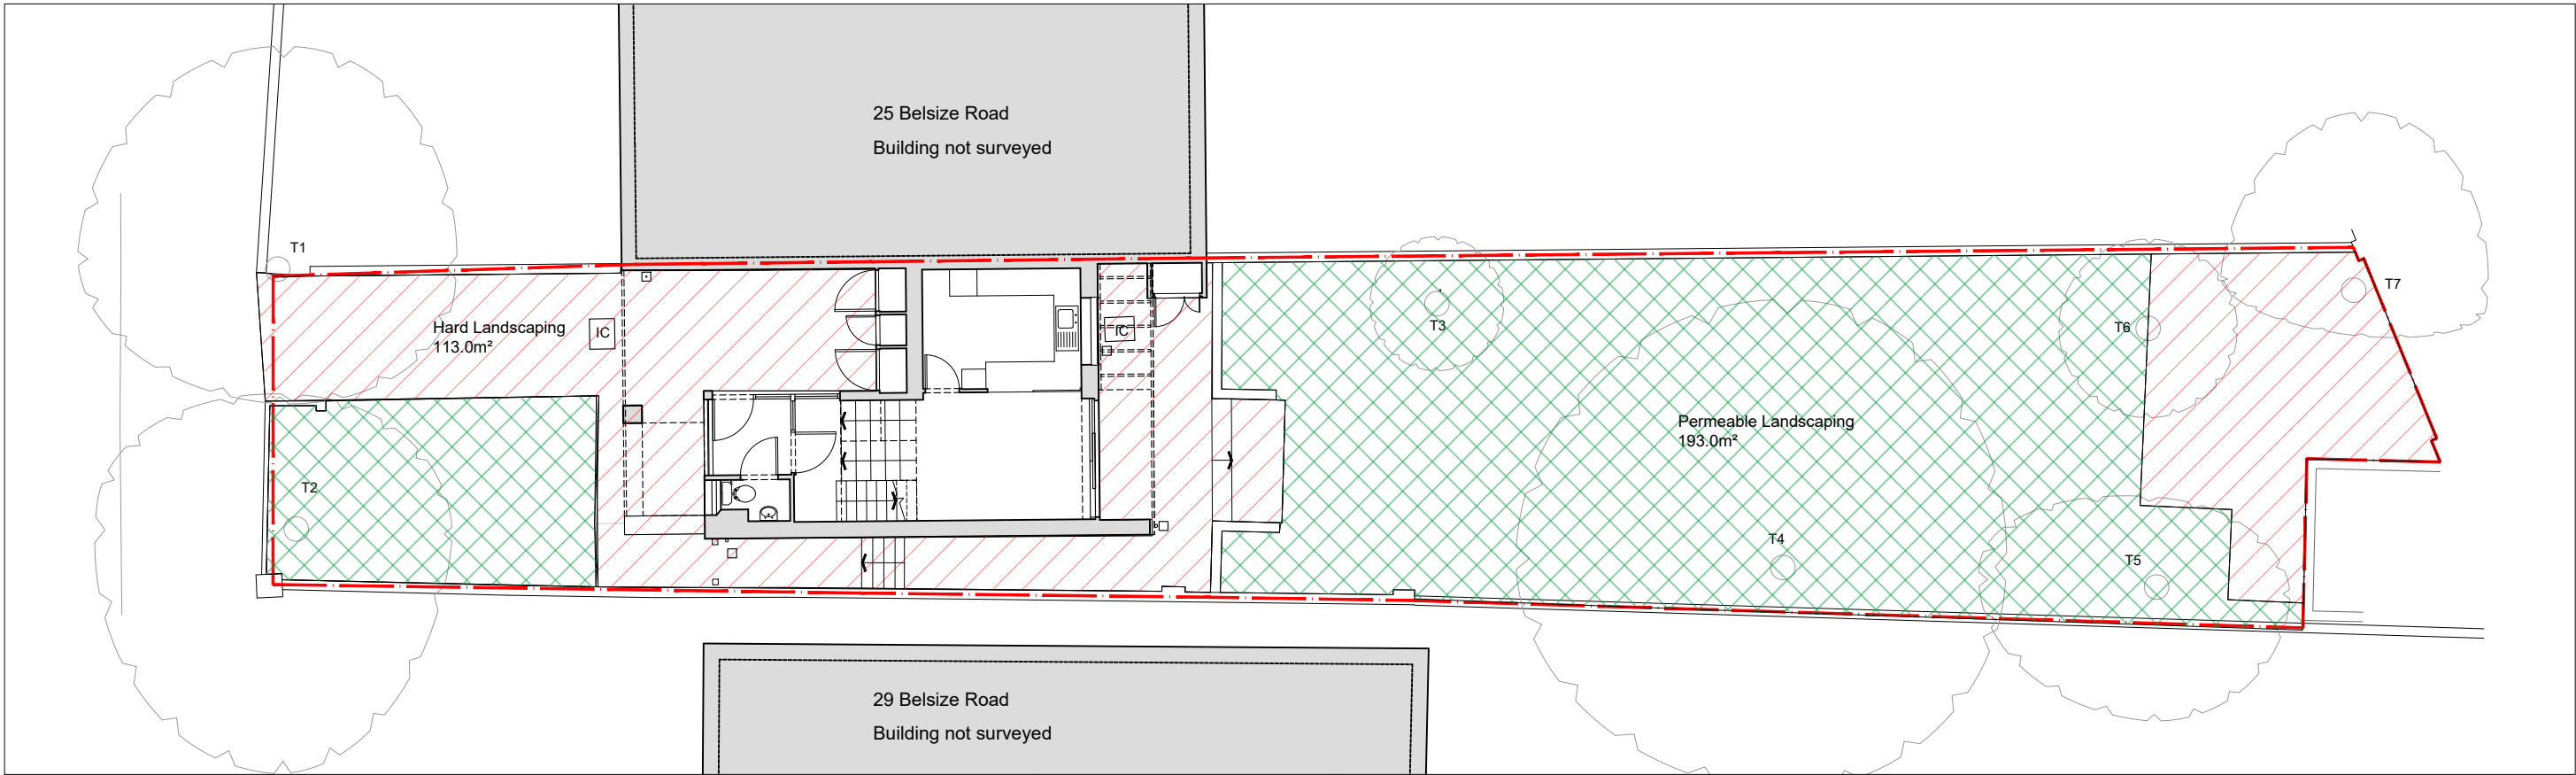 25 Belsize Road
Building not surveyed
T1
Hard Landscaping
113.0m²
IC
IC
T2
T3
T6
T7
Permeable Landscaping
193.0m²
T4
T5
29 Belsize Road
Building not surveyed